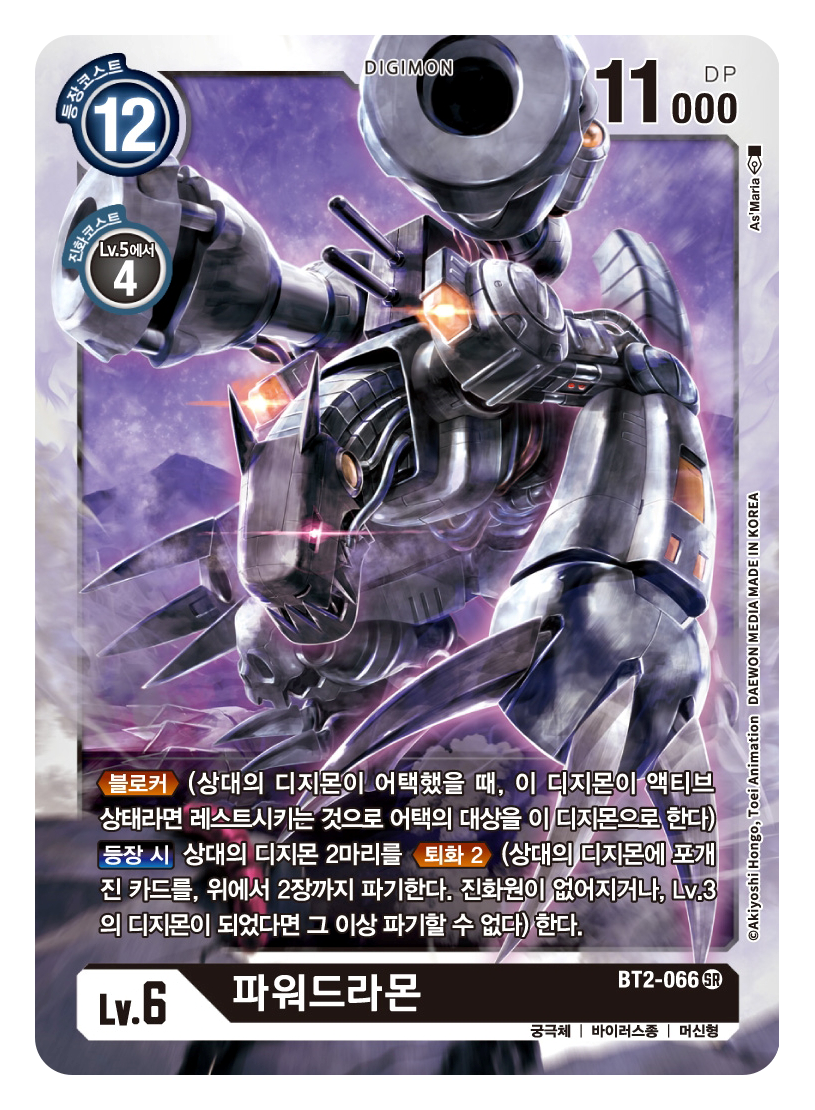 DIGIMON
등장코스트
12
11000
DP
As'Maria
진화코스트
Lv.5에서
4
DAEWON MEDIA MADE IN KOREA
©Akiyoshi Hongo, Toei Animation
블로커 (상대의 디지몬이 어택했을 때, 이 디지몬이 액티브
상태라면 레스트시키는 것으로 어택의 대상을 이 디지몬으로 한다)
등장 시 상대의 디지몬 2마리를 퇴화 2 (상대의 디지몬에 포개
진 카드를, 위에서 2장까지 파기한다. 진화원이 없어지거나, Lv.3
의 디지몬이 되었다면 그 이상 파기할 수 없다) 한다.
Lv.6
파워드라몬
BT2-066 SR
궁극체 | 바이러스종 | 머신형